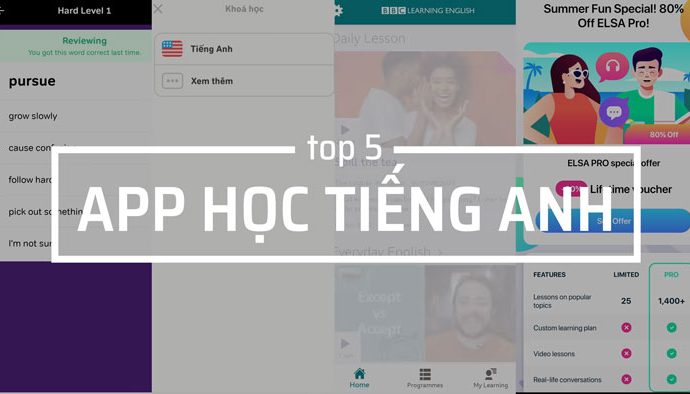 Hard Level 1
Reviewing
You got this word correct last time.
pursue
grow slowly
follow hard
pick out something
I'm not sur
Khoá học
Tiếng Anh
Xem thêm
BBC LEARNING ENGLISH
Daily Lesson
Everyday English
Except
vs
Accept
Home
Programmes
My Learning
Summer Fun Special! 80%
Off ELSA Pro!
80% Off
ELSA PRO special offer
Lifetime voucher
Offer
FEATURES
LIMITED
PRO
Lessons on popular
topics
25
1,400+
Custom learning plan
Video lessons
Real-life conversations
top 5
APP HỌC TIẾNG ANH